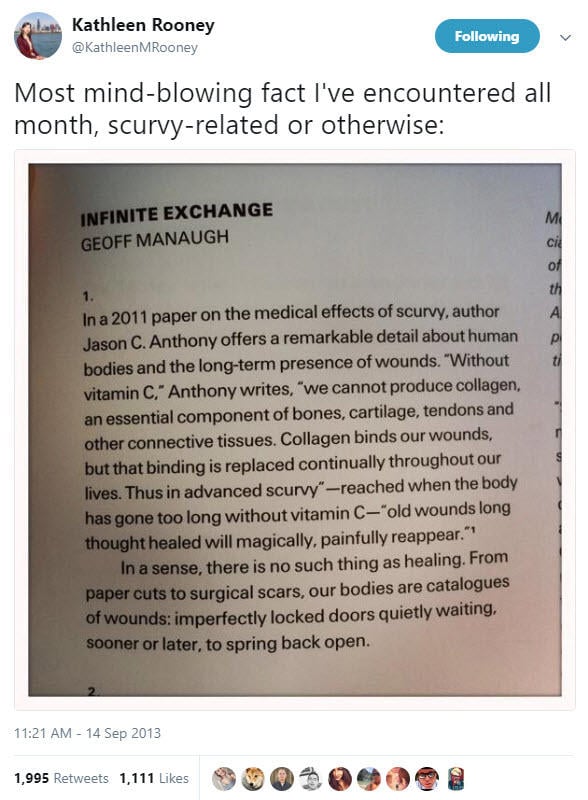 Kathleen Rooney
@KathleenMRooney
Following
Most mind-blowing fact I've encountered all
month, scurvy-related or otherwise:
INFINITE EXCHANGE
GEOFF MANAUGH
1.
In a 2011 paper on the medical effects of scurvy, author
Jason C. Anthony offers a remarkable detail about human
bodies and the long-term presence of wounds. "Without
vitamin C," Anthony writes, "we cannot produce collagen,
an essential component of bones, cartilage, tendons and
other connective tissues. Collagen binds our wounds,
but that binding is replaced continually throughout our
lives. Thus in advanced scurvy"—reached when the body
has gone too long without vitamin C—"old wounds long
thought healed will magically, painfully reappear."1
In a sense, there is no such thing as healing. From
paper cuts to surgical scars, our bodies are catalogues
of wounds: imperfectly locked doors quietly waiting,
sooner or later, to spring back open.
2.
of
th
11:21 AM - 14 Sep 2013
1,995 Retweets 1,111 Likes